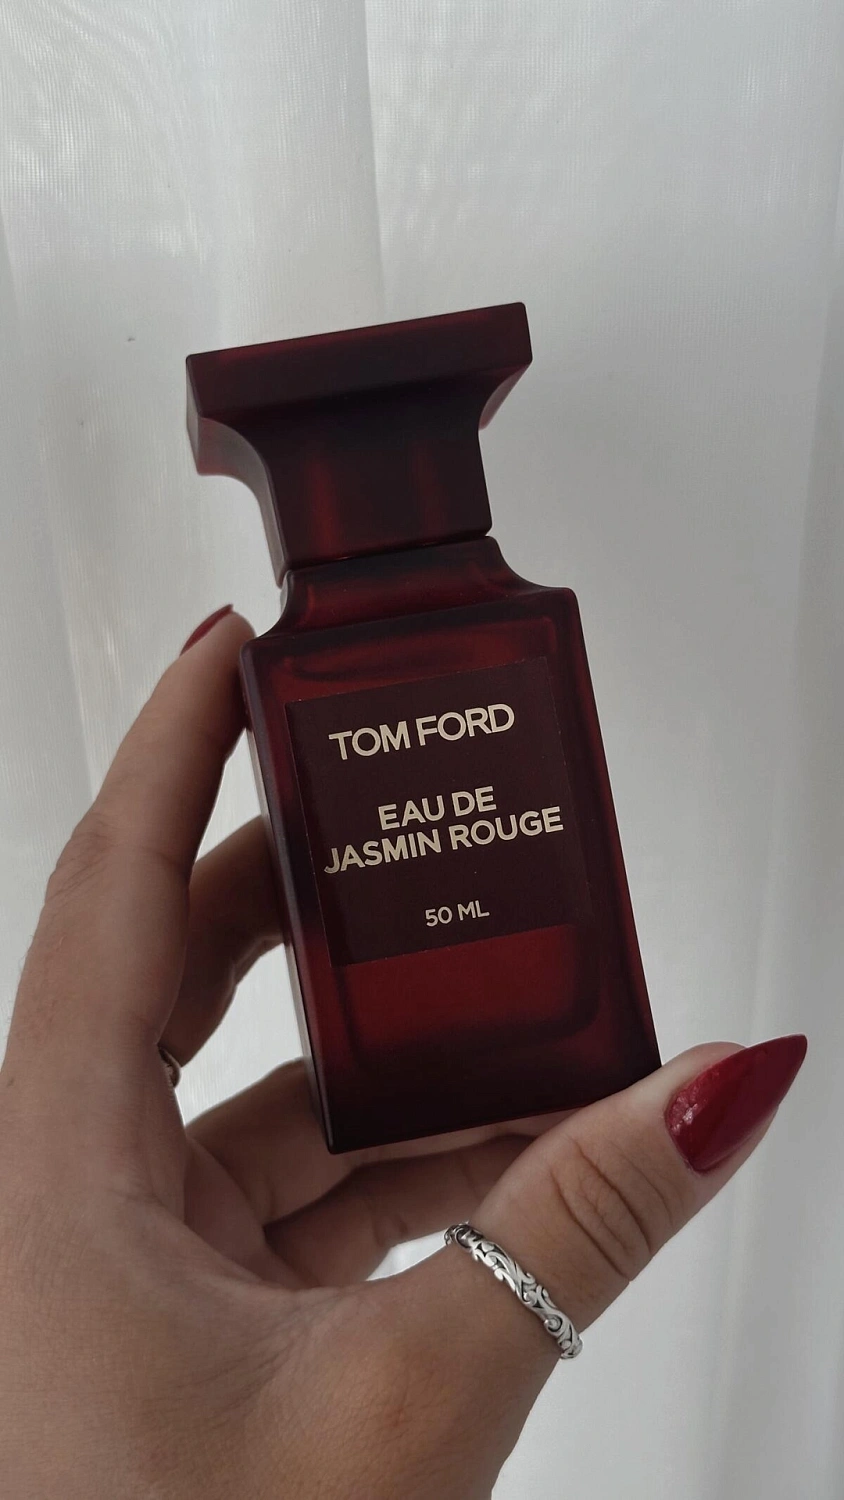 TOM FORD
EAU DE
JASMIN ROUGE
50 ML